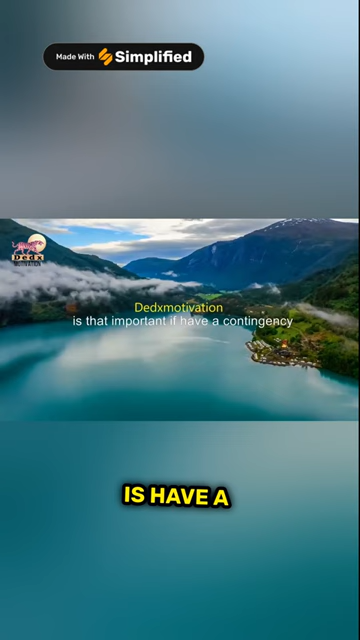 Made With Simplified
Dedx
Dedxmotivation
is that important if have a contingency
IS HAVE A